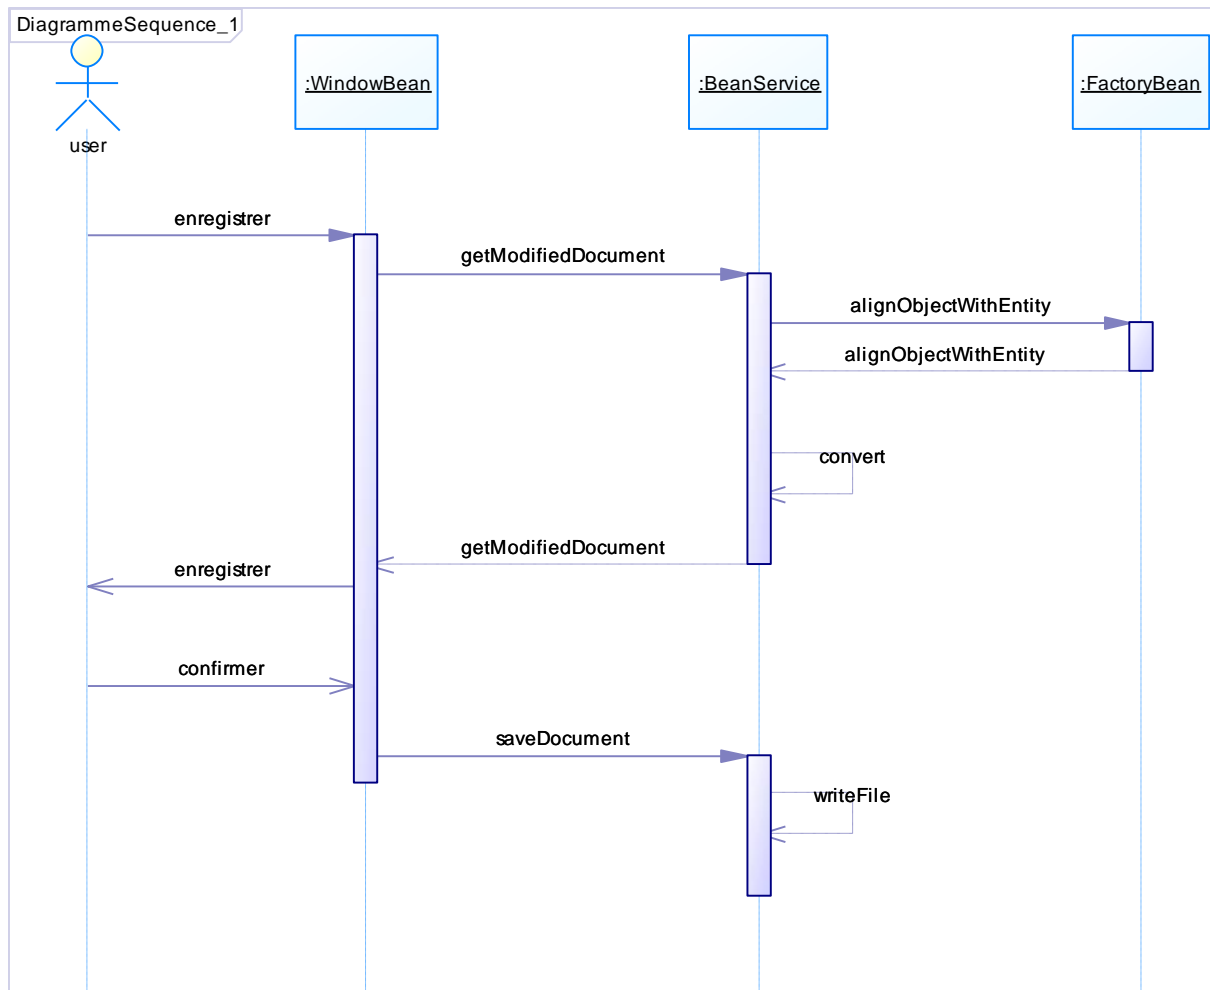 DiagrammeSequence_1
:WindowBean
:BeanService
:FactoryBean
user
enregistrer
getModifiedDocument
alignObjectWithEntity
alignObjectWithEntity
convert
getModifiedDocument
enregistrer
confirmer
saveDocument
writeFile